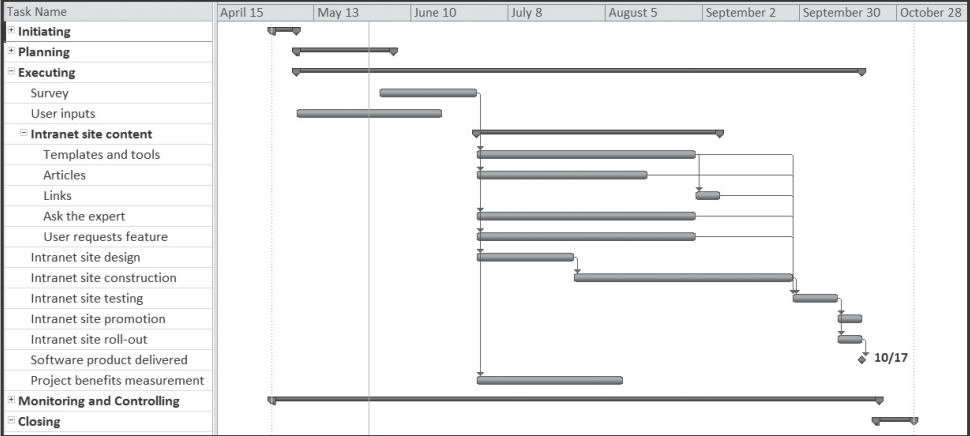 Task Name April 15 May 13 June 10 July 8 August 5 September 2 September 30 October 28
Initiating
Planning
Executing
Survey
User inputs
Intranet site content
Templates and tools
Articles
Links
Ask the expert
User requests feature
Intranet site design
Intranet site construction
Intranet site testing
Intranet site promotion
Intranet site roll-out
Software product delivered 10/17
Project benefits measurement
Monitoring and Controlling
Closing